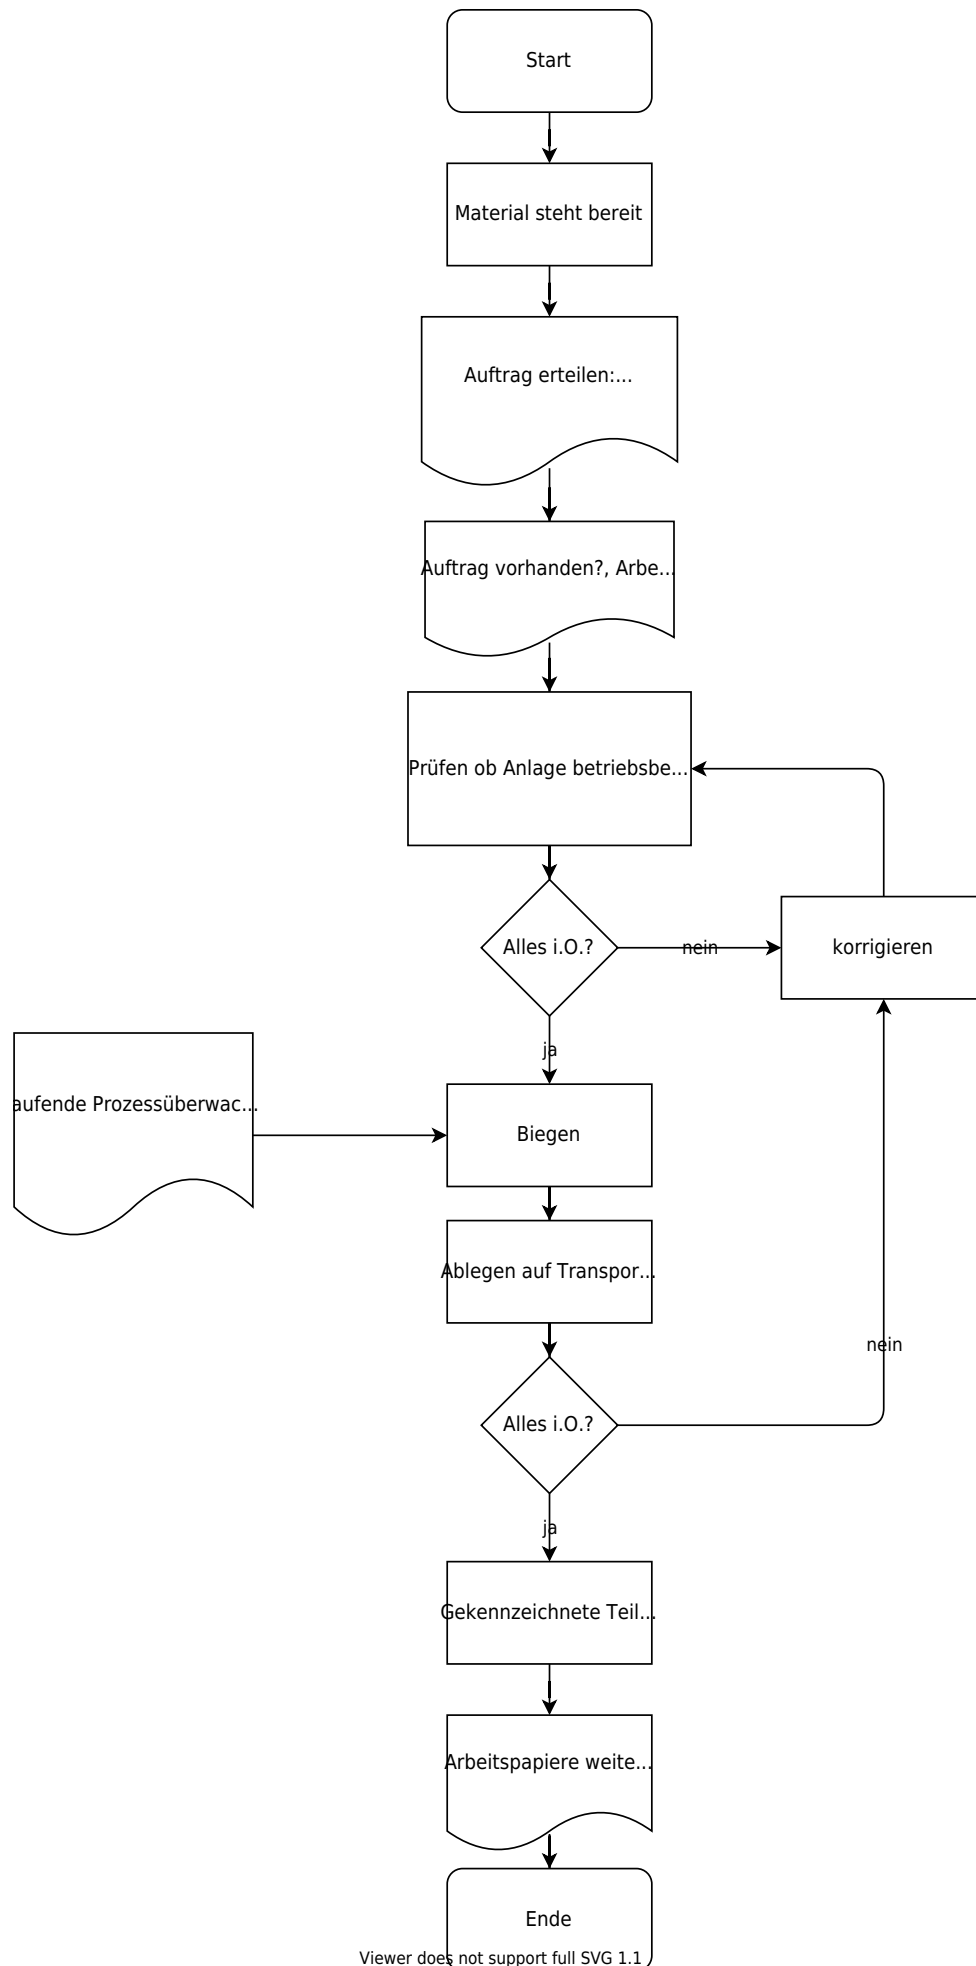 Start
Material steht bereit
Auftrag erteilen:...
Auftrag vorhanden?, Arbe...
Prüfen ob Anlage betriebsbe...
Alles i.O.?
nein
korrigieren
ja
aufende Prozessüberwac...
Biegen
Ablegen auf Transpor...
nein
Alles i.O.?
ja
Gekennzeichnete Teil...
Arbeitspapiere weite...
Ende
Viewer does not support full SVG 1.1